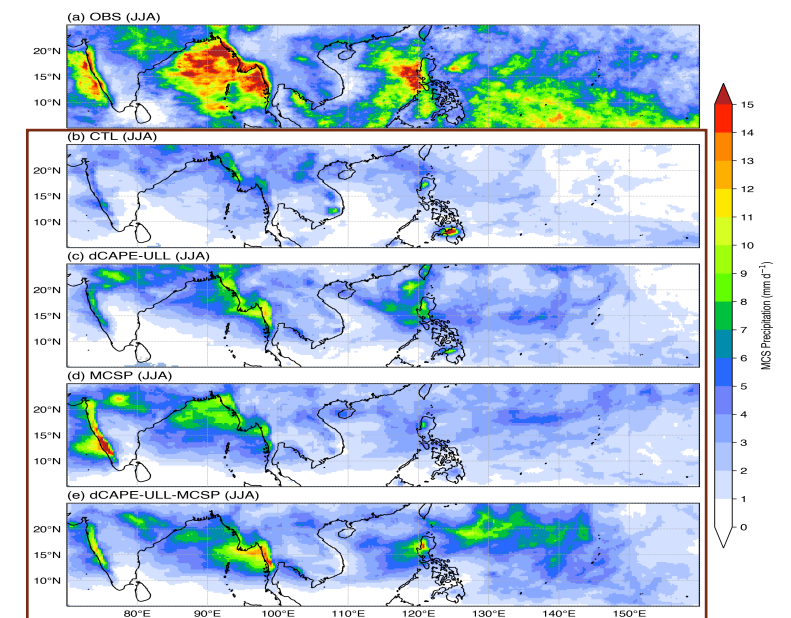 (a) OBS (JJA)
20°N
15°N
10°N
(b) CTL (JJA)
20°N
15°N
10°N
(c) dCAPE-ULL (JJA)
20°N
15°N
10°N
(d) MCSP (JJA)
20°N
15°N
10°N
(e) dCAPE-ULL-MCSP (JJA)
20°N
15°N
10°N
80°E 90°E 100°E 110°E 120°E 130°E 140°E 150°E
15
14
13
12
11
10
9
8
7
6
5
4
3
2
1
0
MCS Precipitation (mm d⁻¹)